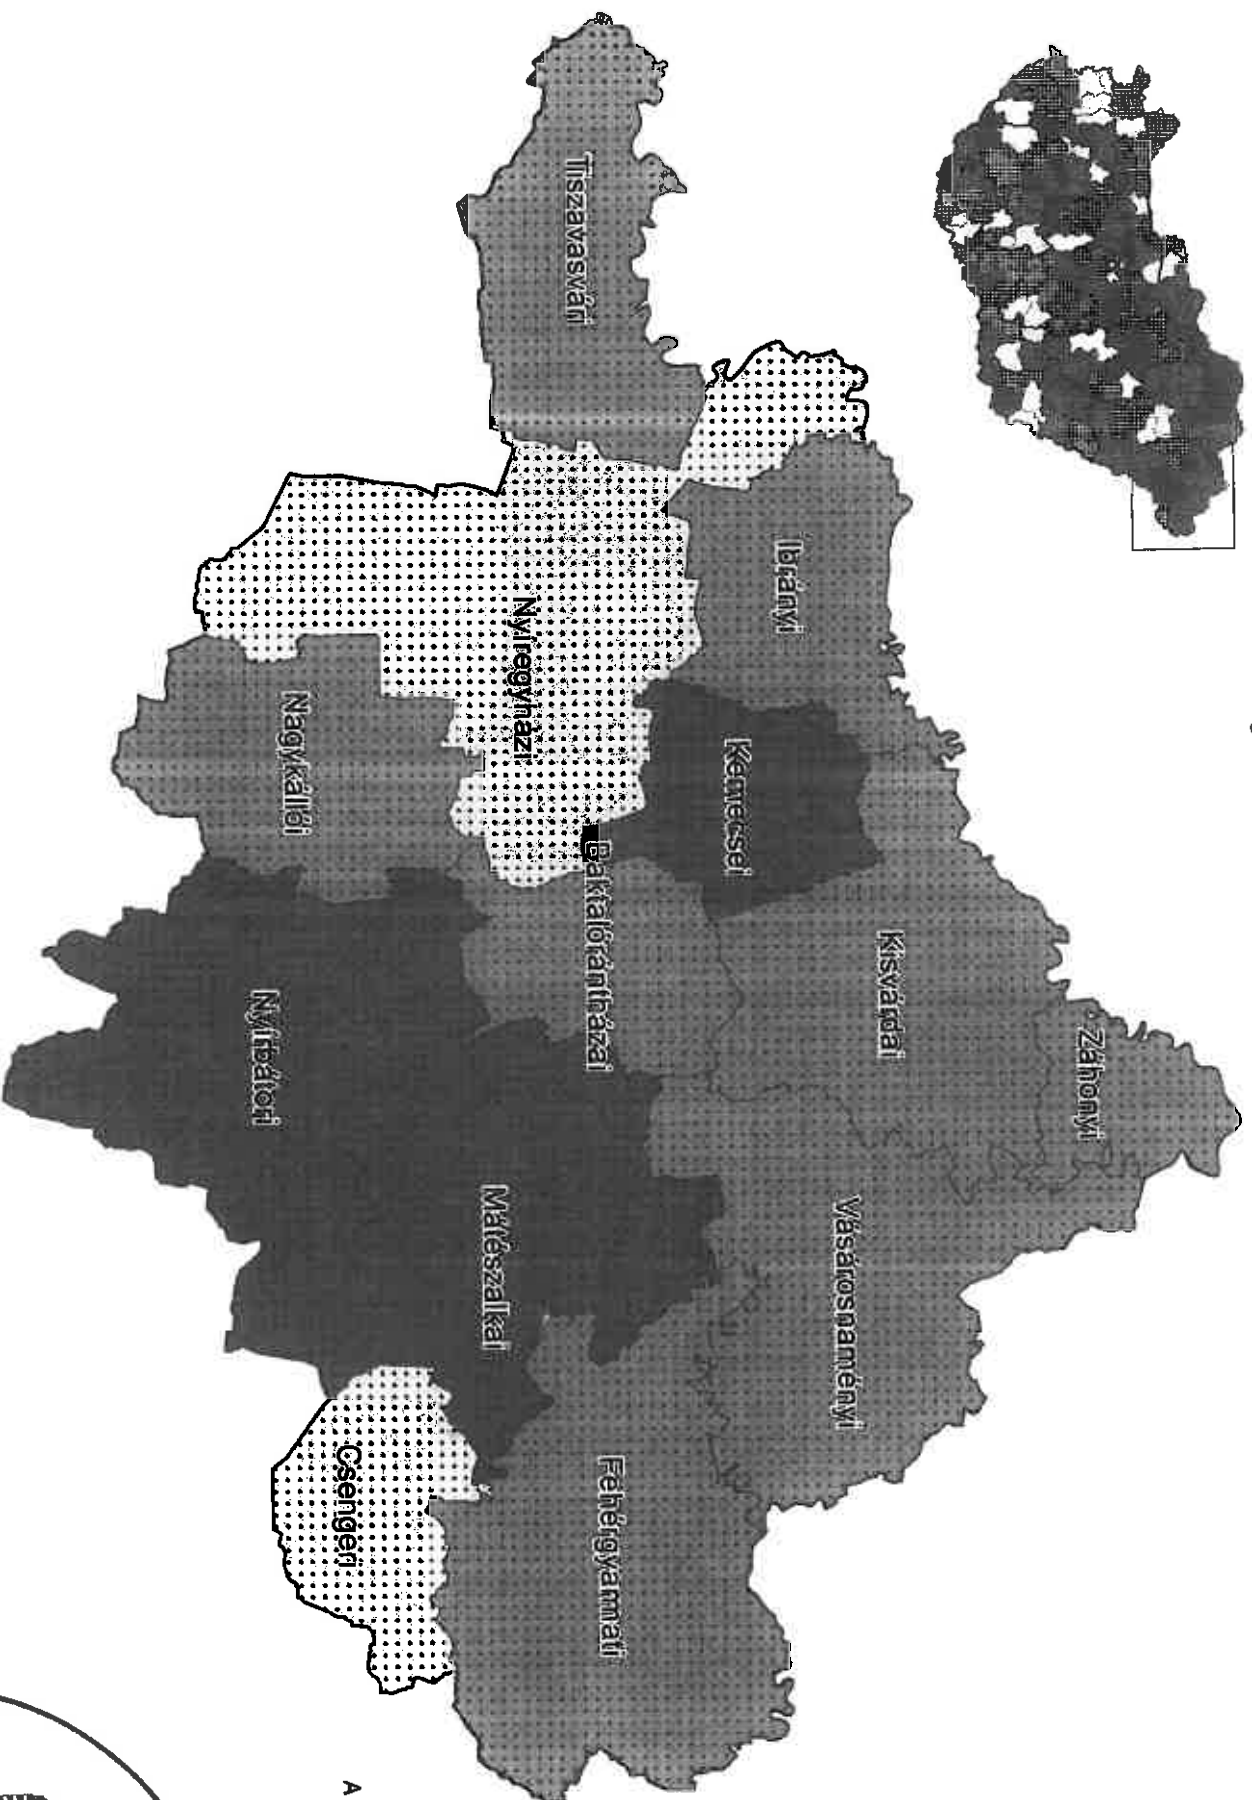 Záhonyi
Kisvárdai
Vásárosnaményi
Ibrányi
Kemecsei
Tiszavasvári
Baktalórántházai
Fehérgyarmati
Nyíregyházi
Mátészalkai
Nagykállói
Nyírbátori
Csengeri
A